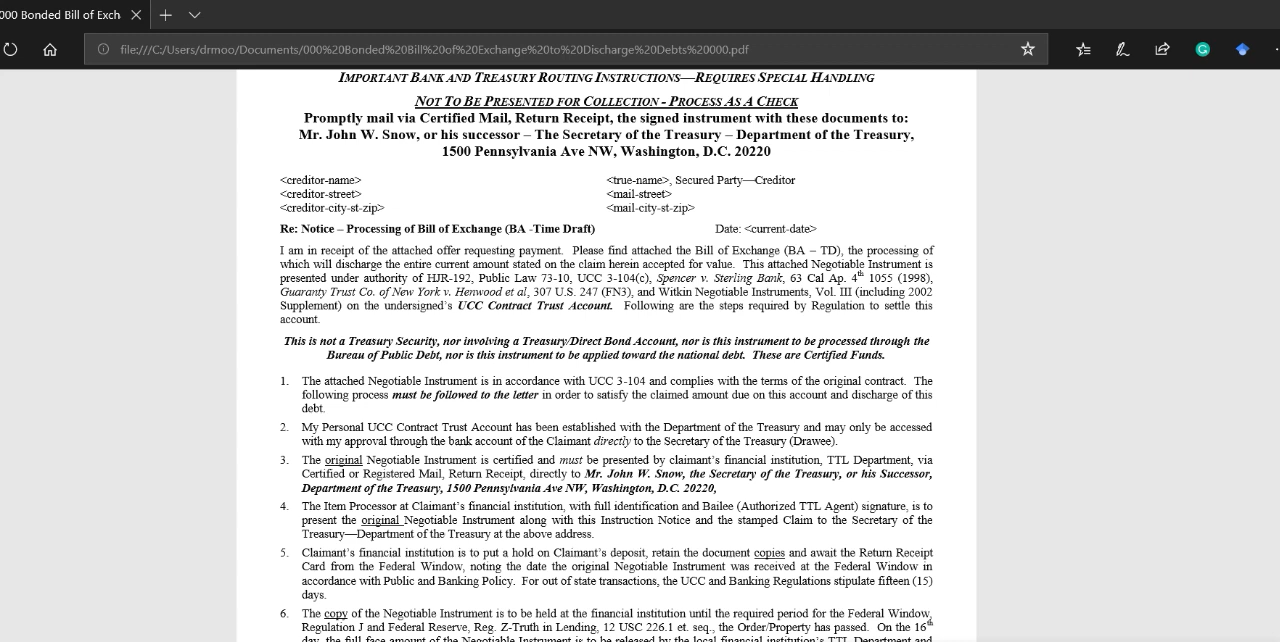 000 Bonded Bill of Exch
file:///C:/Users/drmoo/Documents/000%20Bonded%20Bill%20of%20Exchange%20to%20Discharge%20Debts%20000.pdf
IMPORTANT BANK AND TREASURY ROUTING INSTRUCTIONS—REQUIRES SPECIAL HANDLING
NOT TO BE PRESENTED FOR COLLECTION - PROCESS AS A CHECK
Promptly mail via Certified Mail, Return Receipt, the signed instrument with these documents to:
Mr. John W. Snow, or his successor – The Secretary of the Treasury – Department of the Treasury,
1500 Pennsylvania Ave NW, Washington, D.C. 20220
<creditor-name> <true-name>, Secured Party—Creditor
<creditor-street> <mail-street>
<creditor-city-st-zip> <mail-city-st-zip>
Re: Notice – Processing of Bill of Exchange (BA -Time Draft) Date: <current-date>
I am in receipt of the attached offer requesting payment. Please find attached the Bill of Exchange (BA – TD), the processing of
which will discharge the entire current amount stated on the claim herein accepted for value. This attached Negotiable Instrument is
presented under authority of HJR-192, Public Law 73-10, UCC 3-104(c), Spencer v. Sterling Bank, 63 Cal Ap. 4th 1055 (1998),
Guaranty Trust Co. of New York v. Henwood et al, 307 U.S. 247 (FN3), and Witkin Negotiable Instruments, Vol. III (including 2002
Supplement) on the undersigned's UCC Contract Trust Account. Following are the steps required by Regulation to settle this
account.
This is not a Treasury Security, nor involving a Treasury/Direct Bond Account, nor is this instrument to be processed through the
Bureau of Public Debt, nor is this instrument to be applied toward the national debt. These are Certified Funds.
1. The attached Negotiable Instrument is in accordance with UCC 3-104 and complies with the terms of the original contract. The
following process must be followed to the letter in order to satisfy the claimed amount due on this account and discharge of this
debt.
2. My Personal UCC Contract Trust Account has been established with the Department of the Treasury and may only be accessed
with my approval through the bank account of the Claimant directly to the Secretary of the Treasury (Drawee).
3. The original Negotiable Instrument is certified and must be presented by claimant's financial institution, TTL Department, via
Certified or Registered Mail, Return Receipt, directly to Mr. John W. Snow, the Secretary of the Treasury, or his Successor,
Department of the Treasury, 1500 Pennsylvania Ave NW, Washington, D.C. 20220,
4. The Item Processor at Claimant's financial institution, with full identification and Bailee (Authorized TTL Agent) signature, is to
present the original Negotiable Instrument along with this Instruction Notice and the stamped Claim to the Secretary of the
Treasury—Department of the Treasury at the above address.
5. Claimant's financial institution is to put a hold on Claimant's deposit, retain the document copies and await the Return Receipt
Card from the Federal Window, noting the date the original Negotiable Instrument was received at the Federal Window in
accordance with Public and Banking Policy. For out of state transactions, the UCC and Banking Regulations stipulate fifteen (15)
days.
6. The copy of the Negotiable Instrument is to be held at the financial institution until the required period for the Federal Window,
Regulation J and Federal Reserve, Reg. Z-Truth in Lending, 12 USC 226.1 et. seq., the Order/Property has passed. On the 16th
day, the full face amount of the Negotiable Instrument is to be released by the local financial institution's TTL Department and